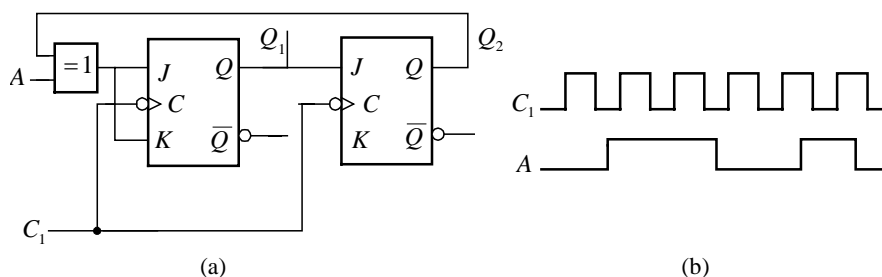 Q₁ Q₂
A =1 J Q J Q
C C
K Q̅ K Q̅
C₁
(a)
C₁
A
(b)